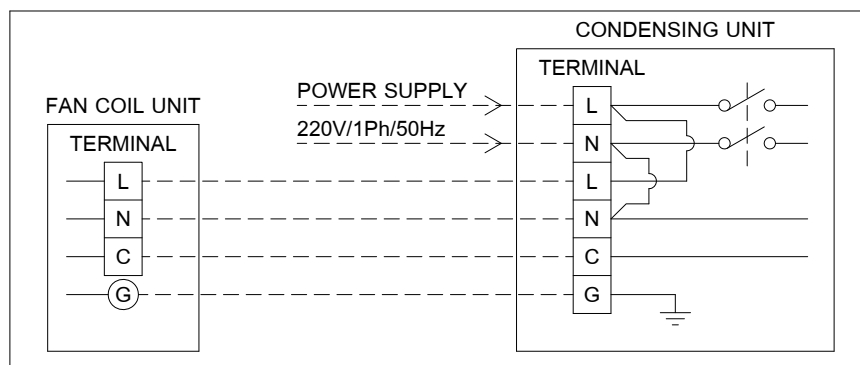 CONDENSING UNIT
TERMINAL
POWER SUPPLY
220V/1Ph/50Hz
FAN COIL UNIT
TERMINAL
L
N
C
G
L
N
L
N
C
G